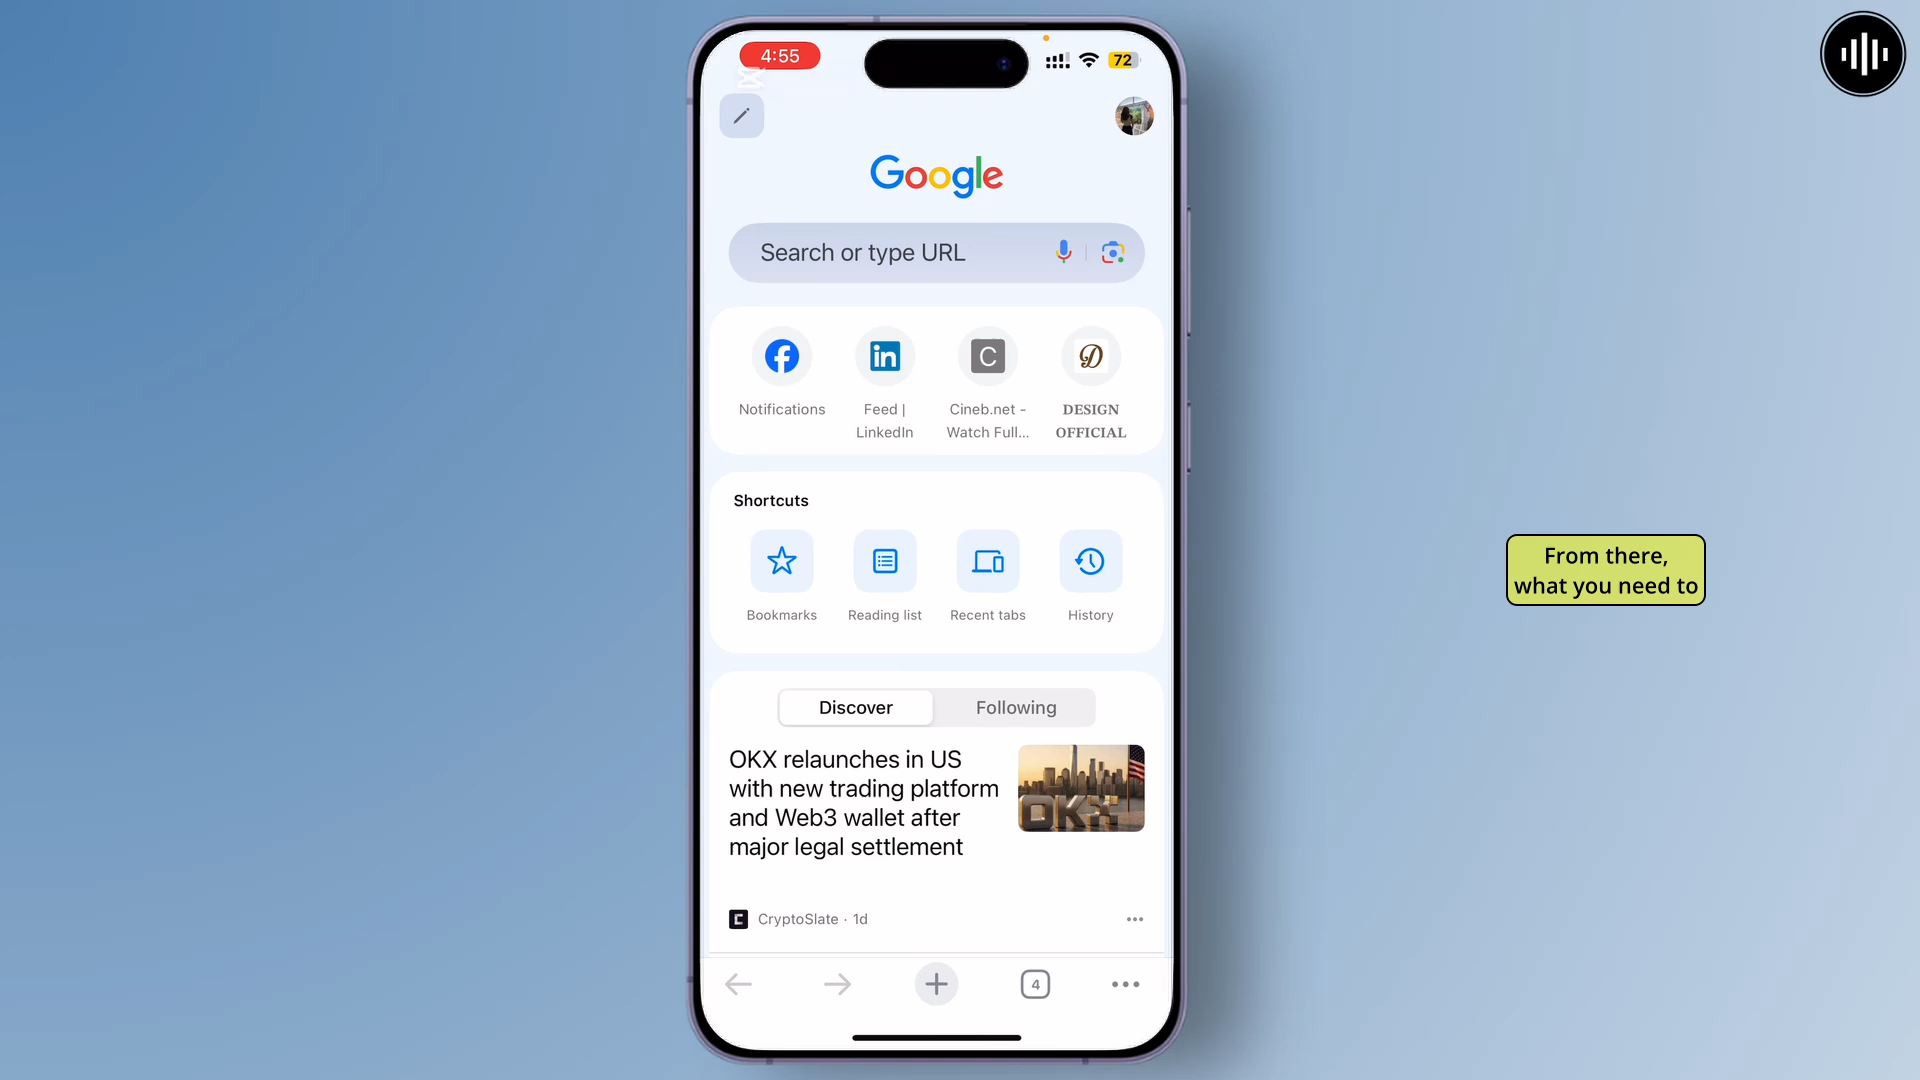 4:55
72
Google
Search or type URL
Notifications
Feed |
LinkedIn
C
Cineb.net -
Watch Full...
D
DESIGN
OFFICIAL
Shortcuts
Bookmarks
Reading list
Recent tabs
History
Discover
Following
OKX relaunches in US
with new trading platform
and Web3 wallet after
major legal settlement
OKX
CryptoSlate · 1d
4
From there,
what you need to